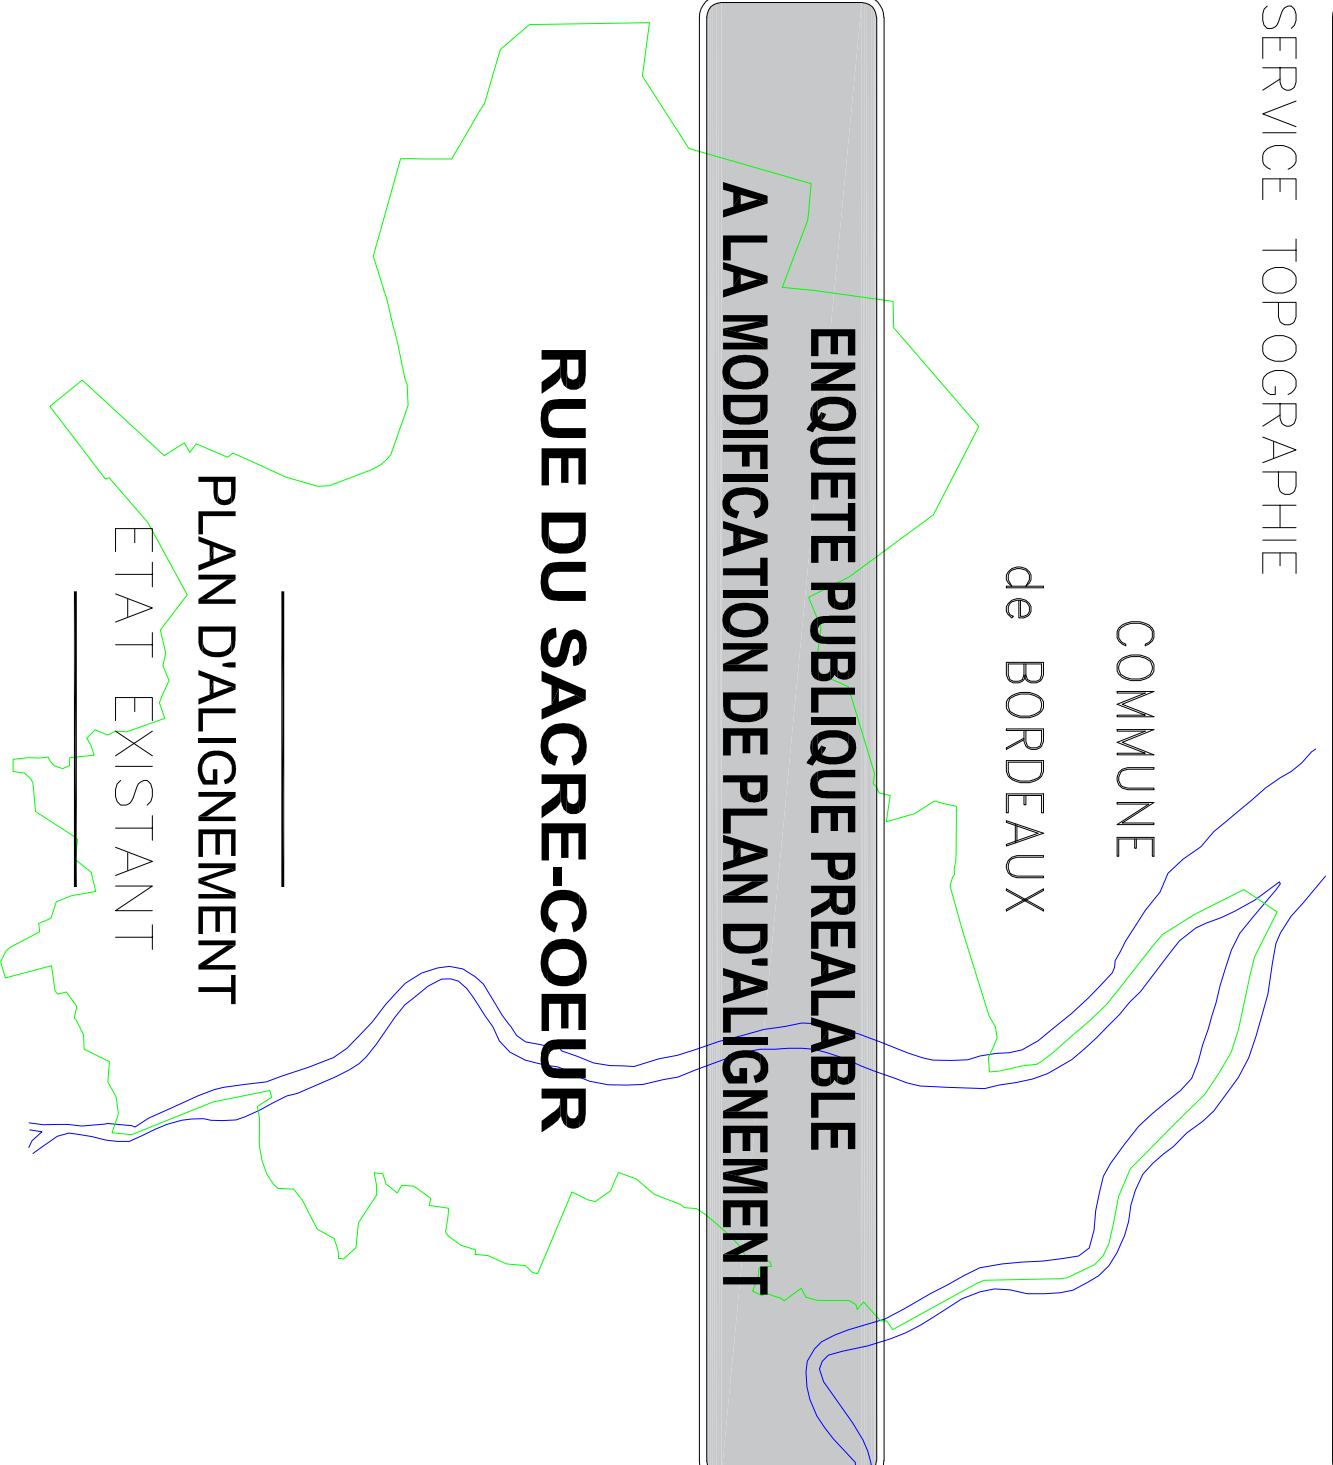 SERVICE TOPOGRAPHIE
COMMUNE
de BORDEAUX
ENQUETE PUBLIQUE PREALABLE
A LA MODIFICATION DE PLAN D'ALIGNEMENT
RUE DU SACRE-COEUR
PLAN D'ALIGNEMENT
ETAT EXISTANT